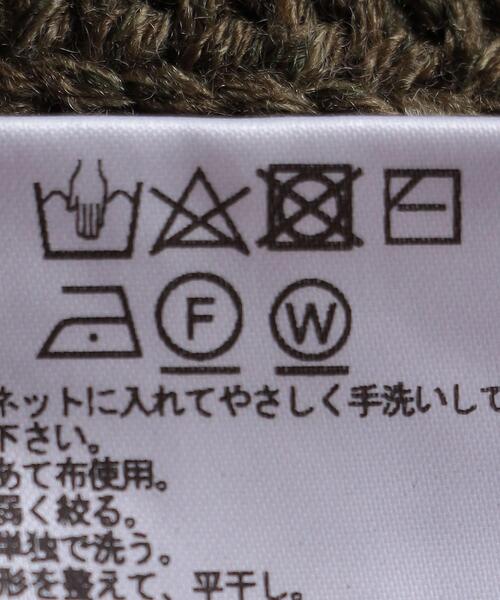 F W
ネットに入れてやさしく手洗いして
下さい。
あて布使用。
弱く絞る。
単独で洗う。
形を整えて、平干し。